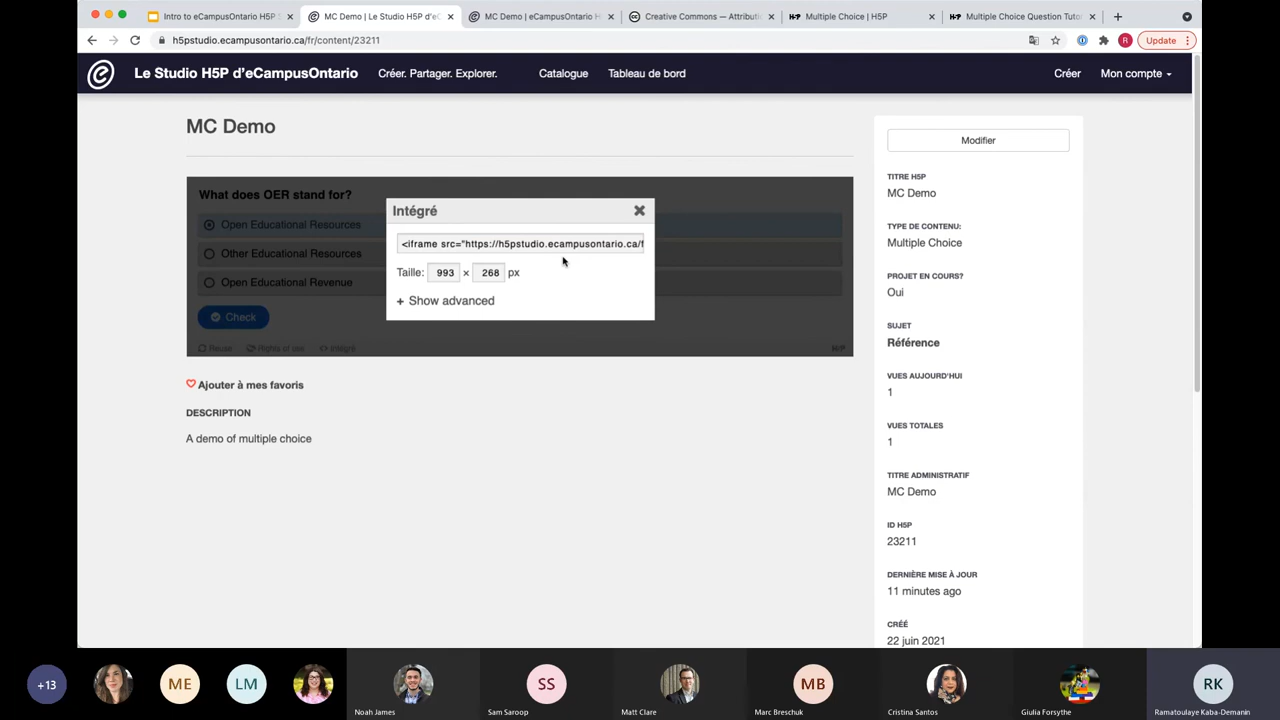 Intro to eCampusOntario H5P S
MC Demo | Le Studio H5P d'eC
MC Demo | eCampusOntario H
Creative Commons — Attributi
H-P Multiple Choice | H5P
H-P Multiple Choice Question Tuto
h5pstudio.ecampusontario.ca/fr/content/23211
R
Update
Le Studio H5P d'eCampusOntario
Créer. Partager. Explorer.
Catalogue
Tableau de bord
Créer
Mon compte
MC Demo
What does OER stand for?
Open Educational Resources
Open Educational Revenue
Check
Reuse
Rights of use
Intégré
H5P
Intégré
<iframe src="https://h5pstudio.ecampusontario.ca/f
Taille: 993 × 268 px
+ Show advanced
Ajouter à mes favoris
DESCRIPTION
A demo of multiple choice
Modifier
TITRE H5P
MC Demo
TYPE DE CONTENU:
Multiple Choice
PROJET EN COURS?
Oui
SUJET
Référence
VUES AUJOURD'HUI
1
VUES TOTALES
1
TITRE ADMINISTRATIF
MC Demo
ID H5P
23211
DERNIÈRE MISE À JOUR
11 minutes ago
CRÉÉ
22 juin 2021
+13
ME
LM
Noah James
SS
Sam Saroop
Matt Clare
MB
Marc Breschuk
Cristina Santos
Giulia Forsythe
RK
Ramatoulaye Kaba-Demanin